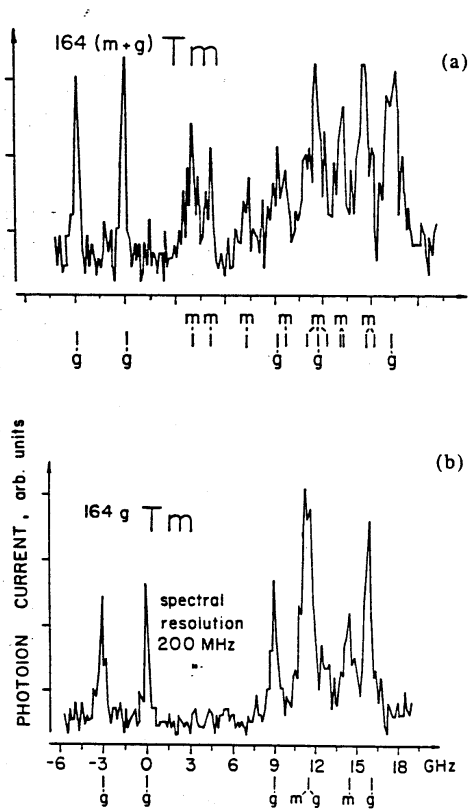 164 (m+g) Tm
(a)
m m m m m m m
g g g g g
(b)
PHOTOION CURRENT, arb. units
164 g Tm
spectral
resolution
200 MHz
-6 -3 0 3 6 9 12 15 18 GHz
g g g m g m g